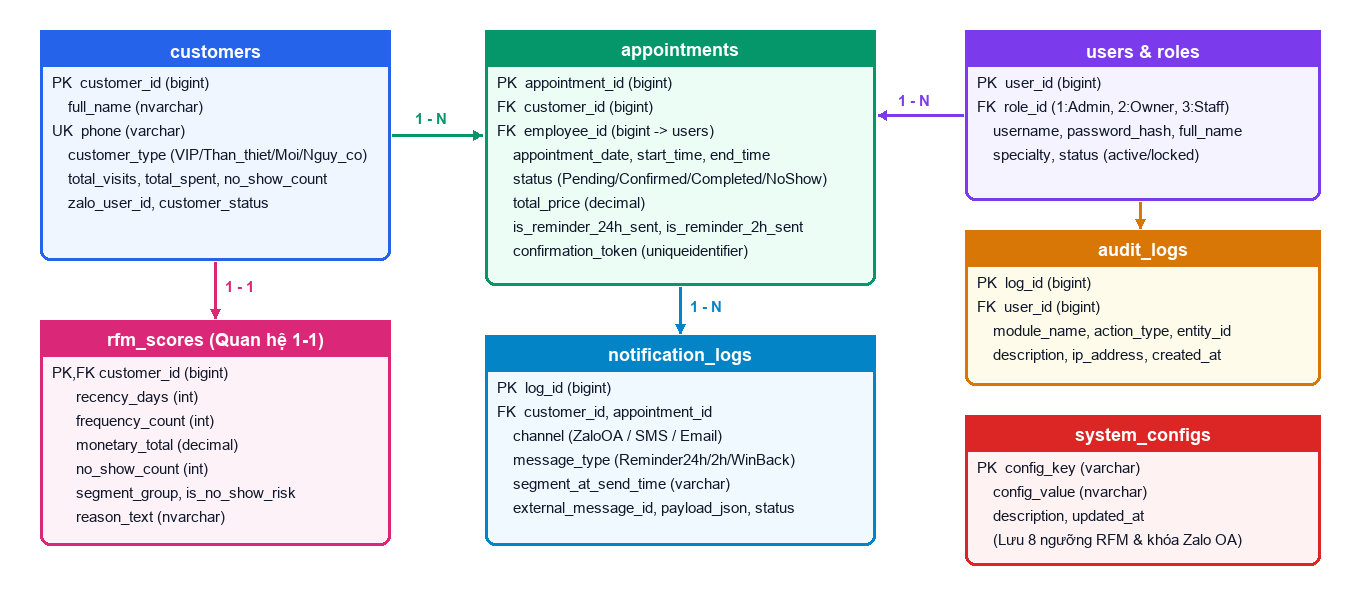 customers
PK customer_id (bigint)
full_name (nvarchar)
UK phone (varchar)
customer_type (VIP/Than_thiet/Moi/Nguy_co)
total_visits, total_spent, no_show_count
zalo_user_id, customer_status
1 - N
appointments
PK appointment_id (bigint)
FK customer_id (bigint)
FK employee_id (bigint -> users)
appointment_date, start_time, end_time
status (Pending/Confirmed/Completed/NoShow)
total_price (decimal)
is_reminder_24h_sent, is_reminder_2h_sent
confirmation_token (uniqueidentifier)
1 - N
users & roles
PK user_id (bigint)
FK role_id (1:Admin, 2:Owner, 3:Staff)
username, password_hash, full_name
specialty, status (active/locked)
1 - 1
rfm_scores (Quan hệ 1-1)
PK,FK customer_id (bigint)
recency_days (int)
frequency_count (int)
monetary_total (decimal)
no_show_count (int)
segment_group, is_no_show_risk
reason_text (nvarchar)
1 - N
notification_logs
PK log_id (bigint)
FK customer_id, appointment_id
channel (ZaloOA / SMS / Email)
message_type (Reminder24h/2h/WinBack)
segment_at_send_time (varchar)
external_message_id, payload_json, status
audit_logs
PK log_id (bigint)
FK user_id (bigint)
module_name, action_type, entity_id
description, ip_address, created_at
system_configs
PK config_key (varchar)
config_value (nvarchar)
description, updated_at
(Lưu 8 ngưỡng RFM & khóa Zalo OA)